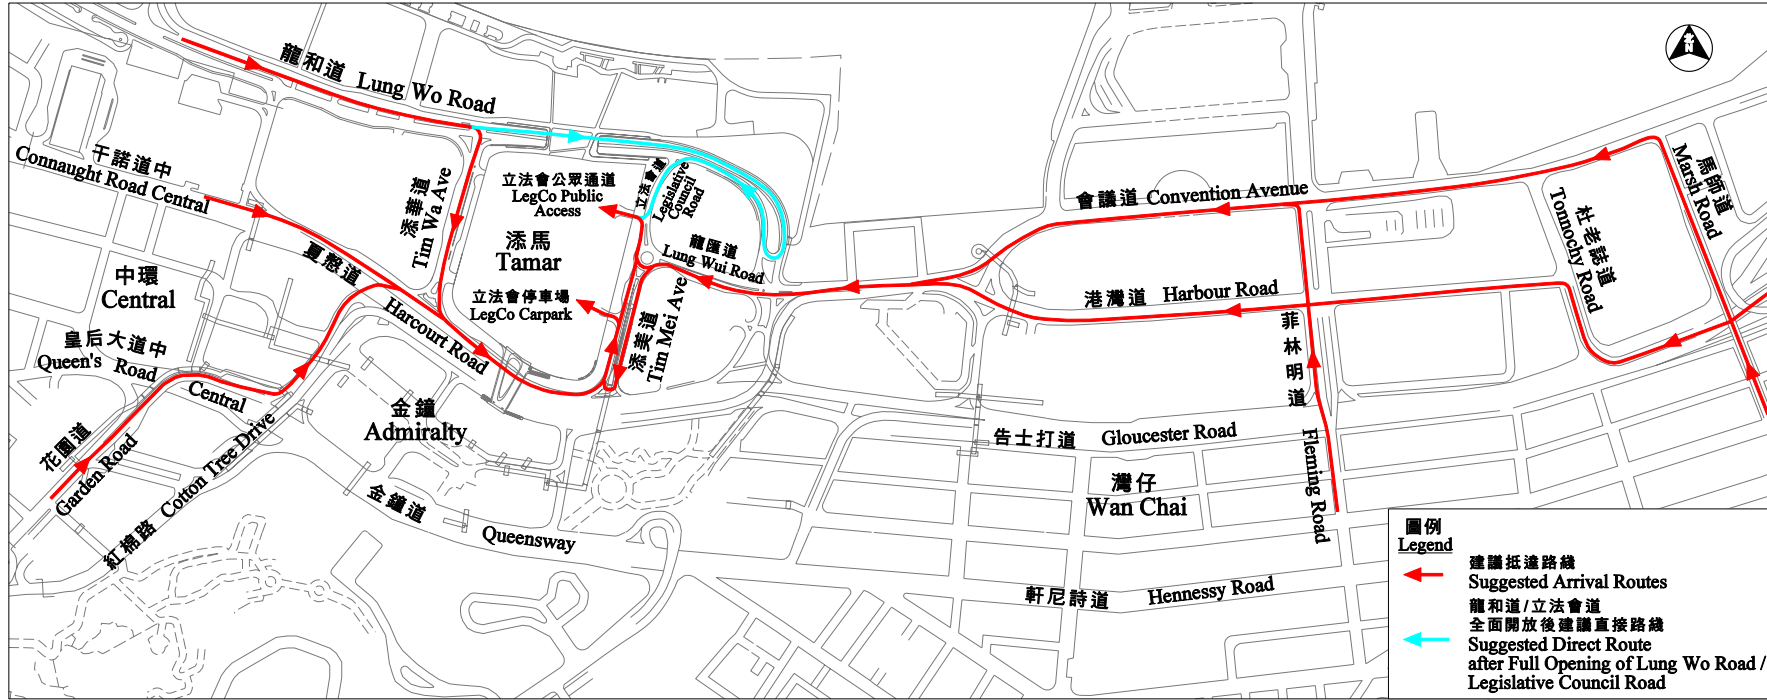 龍和道 Lung Wo Road
干諾道中
Connaught Road Central
添華道
Tim Wa Ave
立法會公眾通道
LegCo Public
Access
立法會道
Legislative
Council
Road
添馬
Tamar
龍匯道
Lung Wui Road
會議道 Convention Avenue
馬師道
Marsh Road
杜老誌道
Tonnochy Road
夏慤道
Harcourt Road
中環
Central
立法會停車場
LegCo Carpark
添美道
Tim Mei Ave
港灣道 Harbour Road
皇后大道中
Queen's Road
Central
菲林明道
Fleming Road
花園道
Garden Road
紅棉路 Cotton Tree Drive
金鐘
Admiralty
告士打道 Gloucester Road
金鐘道
Queensway
灣仔
Wan Chai
軒尼詩道 Hennessy Road
圖例
Legend
建議抵達路綫
Suggested Arrival Routes
龍和道/立法會道
全面開放後建議直接路綫
Suggested Direct Route
after Full Opening of Lung Wo Road /
Legislative Council Road